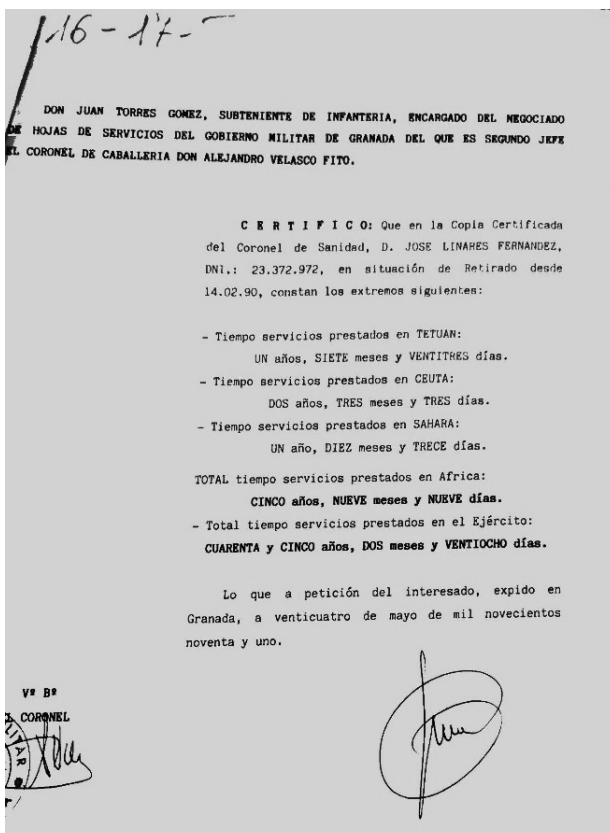 16-17-
DON JUAN TORRES GOMEZ, SUBTENIENTE DE INFANTERIA, ENCARGADO DEL NEGOCIADO
DE HOJAS DE SERVICIOS DEL GOBIERNO MILITAR DE GRANADA DEL QUE ES SEGUNDO JEFE
EL CORONEL DE CABALLERIA DON ALEJANDRO VELASCO FITO.
C E R T I F I C O: Que en la Copia Certificada
del Coronel de Sanidad, D. JOSE LINARES FERNANDEZ,
DNI.: 23.372.972, en situación de Retirado desde
14.02.90, constan los extremos siguientes:
- Tiempo servicios prestados en TETUAN:
UN años, SIETE meses y VENTITRES días.
- Tiempo servicios prestados en CEUTA:
DOS años, TRES meses y TRES días.
- Tiempo servicios prestados en SAHARA:
UN año, DIEZ meses y TRECE días.
TOTAL tiempo servicios prestados en Africa:
CINCO años, NUEVE meses y NUEVE días.
- Total tiempo servicios prestados en el Ejército:
CUARENTA y CINCO años, DOS meses y VENTIOCHO días.
Lo que a petición del interesado, expido en
Granada, a venticuatro de mayo de mil novecientos
noventa y uno.
Vº Bº
CORONEL